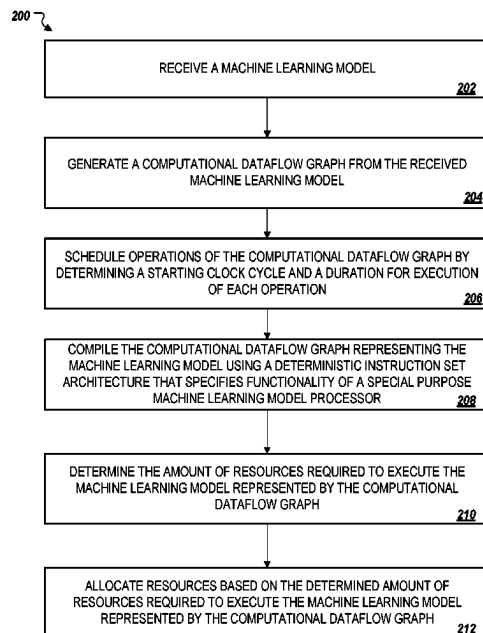 200
RECEIVE A MACHINE LEARNING MODEL
202
GENERATE A COMPUTATIONAL DATAFLOW GRAPH FROM THE RECEIVED
MACHINE LEARNING MODEL
204
SCHEDULE OPERATIONS OF THE COMPUTATIONAL DATAFLOW GRAPH BY
DETERMINING A STARTING CLOCK CYCLE AND A DURATION FOR EXECUTION
OF EACH OPERATION
206
COMPILE THE COMPUTATIONAL DATAFLOW GRAPH REPRESENTING THE
MACHINE LEARNING MODEL USING A DETERMINISTIC INSTRUCTION SET
ARCHITECTURE THAT SPECIFIES FUNCTIONALITY OF A SPECIAL PURPOSE
MACHINE LEARNING MODEL PROCESSOR
208
DETERMINE THE AMOUNT OF RESOURCES REQUIRED TO EXECUTE THE
MACHINE LEARNING MODEL REPRESENTED BY THE COMPUTATIONAL
DATAFLOW GRAPH
210
ALLOCATE RESOURCES BASED ON THE DETERMINED AMOUNT OF
RESOURCES REQUIRED TO EXECUTE THE MACHINE LEARNING MODEL
REPRESENTED BY THE COMPUTATIONAL DATAFLOW GRAPH
212